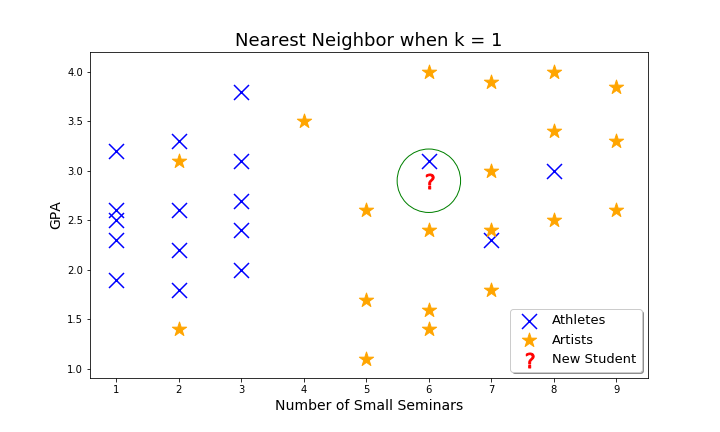 Nearest Neighbor when k = 1
GPA
4.0
3.5
3.0
2.5
2.0
1.5
1.0
?
Athletes
Artists
? New Student
1 2 3 4 5 6 7 8 9
Number of Small Seminars